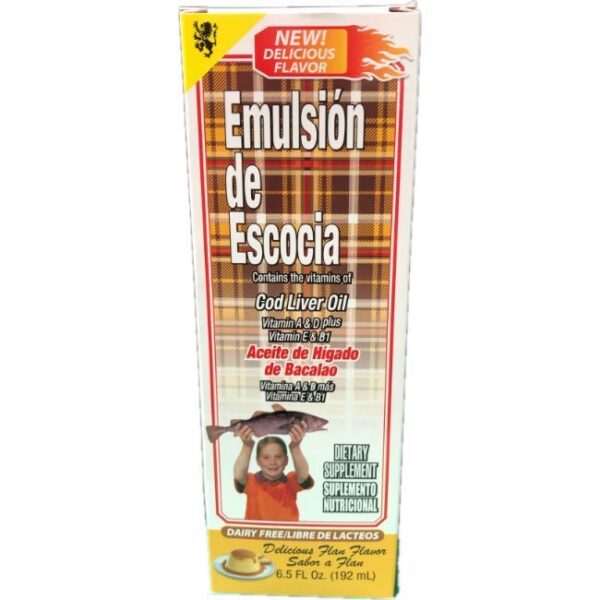 NEW!
DELICIOUS
FLAVOR
Emulsión
de
Escocia
Contains the vitamins of
Cod Liver Oil
Vitamin A & D plus
Vitamin E & B1
Aceite de Hígado
de Bacalao
Vitamina A & D más
Vitamina E & B1
DIETARY
SUPPLEMENT
SUPLEMENTO
NUTRICIONAL
DAIRY FREE/LIBRE DE LACTEOS
Delicious Flan Flavor
Sabor a Flan
6.5 FL Oz. (192 mL)